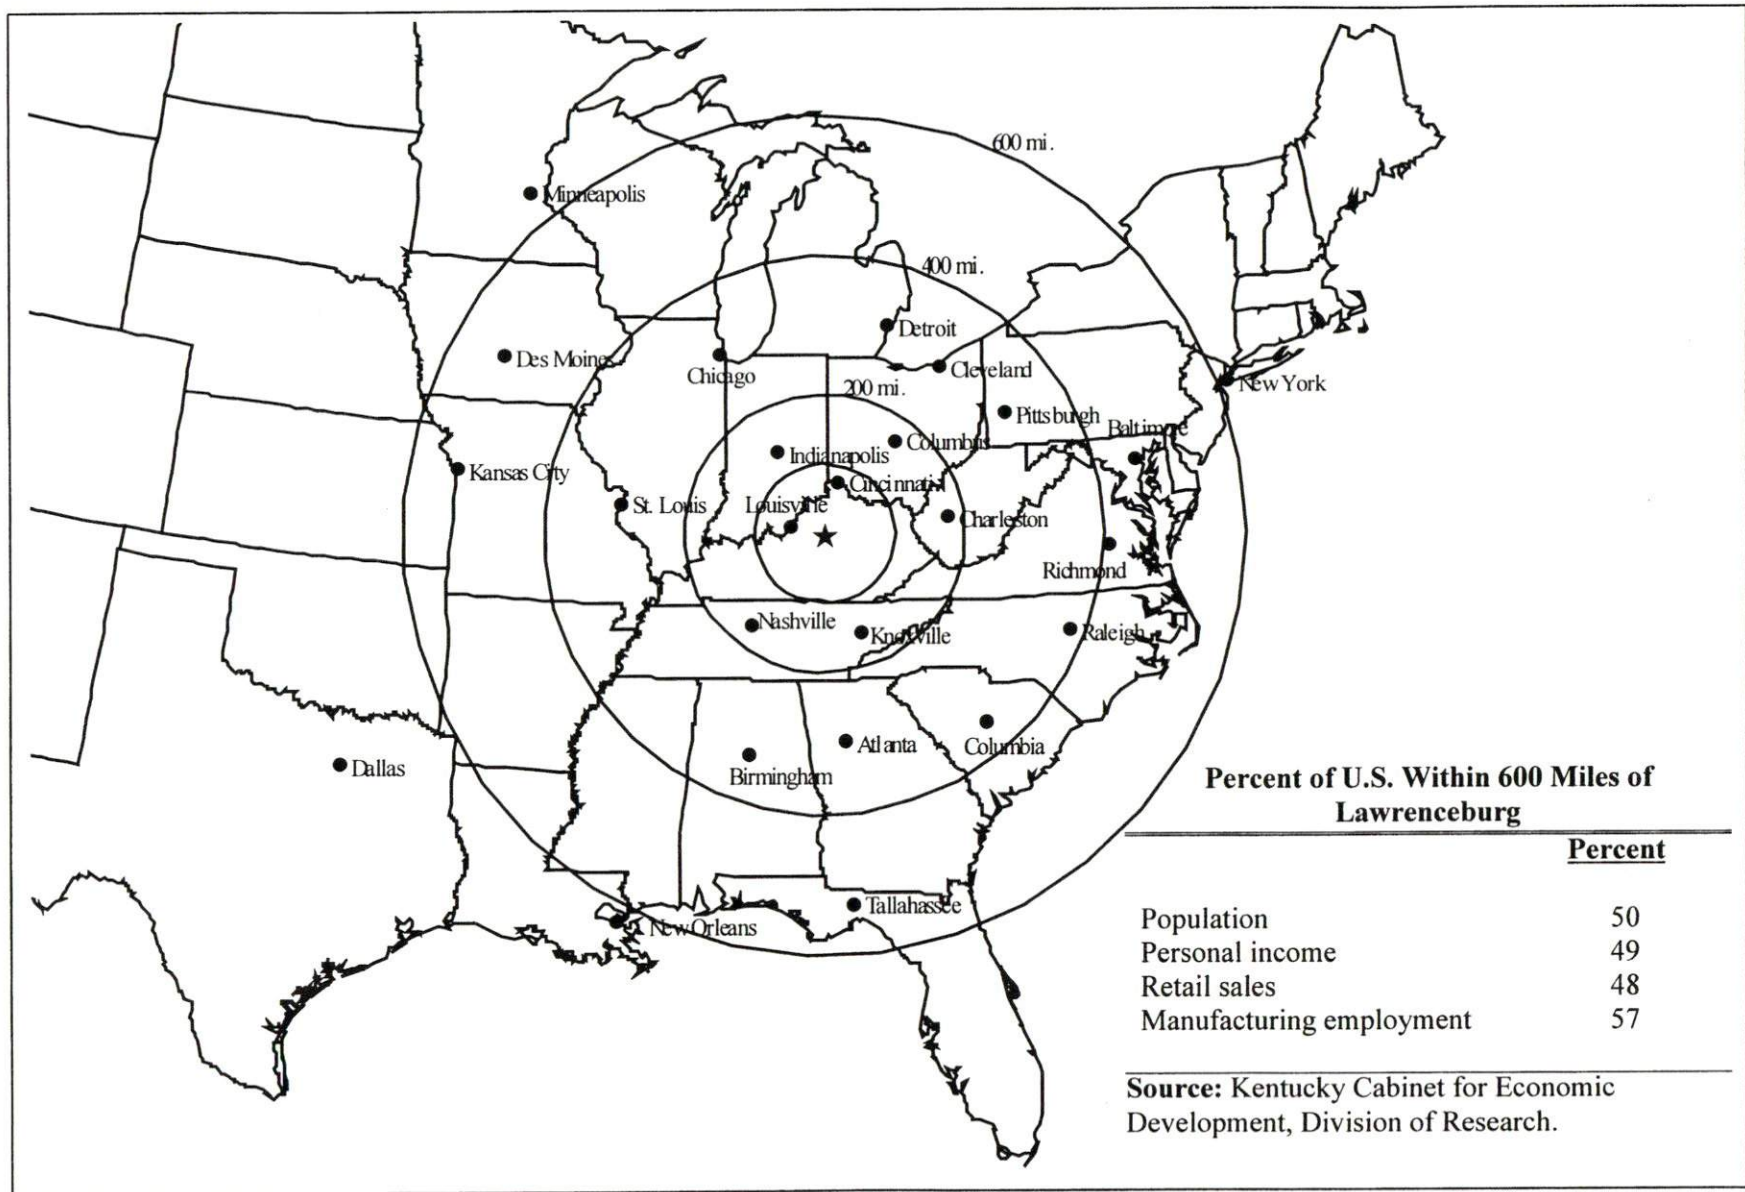 600 mi.
Minneapolis
400 mi.
Detroit
Des Moines
Chicago
Cleveland
New York
200 mi.
Pittsburgh
Baltimore
Columbus
Indianapolis
Kansas City
Cincinnati
St. Louis
Louisville
Charleston
Richmond
Nashville
Knoxville
Raleigh
Atlanta
Columbia
Birmingham
Dallas
Tallahassee
New Orleans
Percent of U.S. Within 600 Miles of
Lawrenceburg
Percent
Population 50
Personal income 49
Retail sales 48
Manufacturing employment 57
Source: Kentucky Cabinet for Economic
Development, Division of Research.